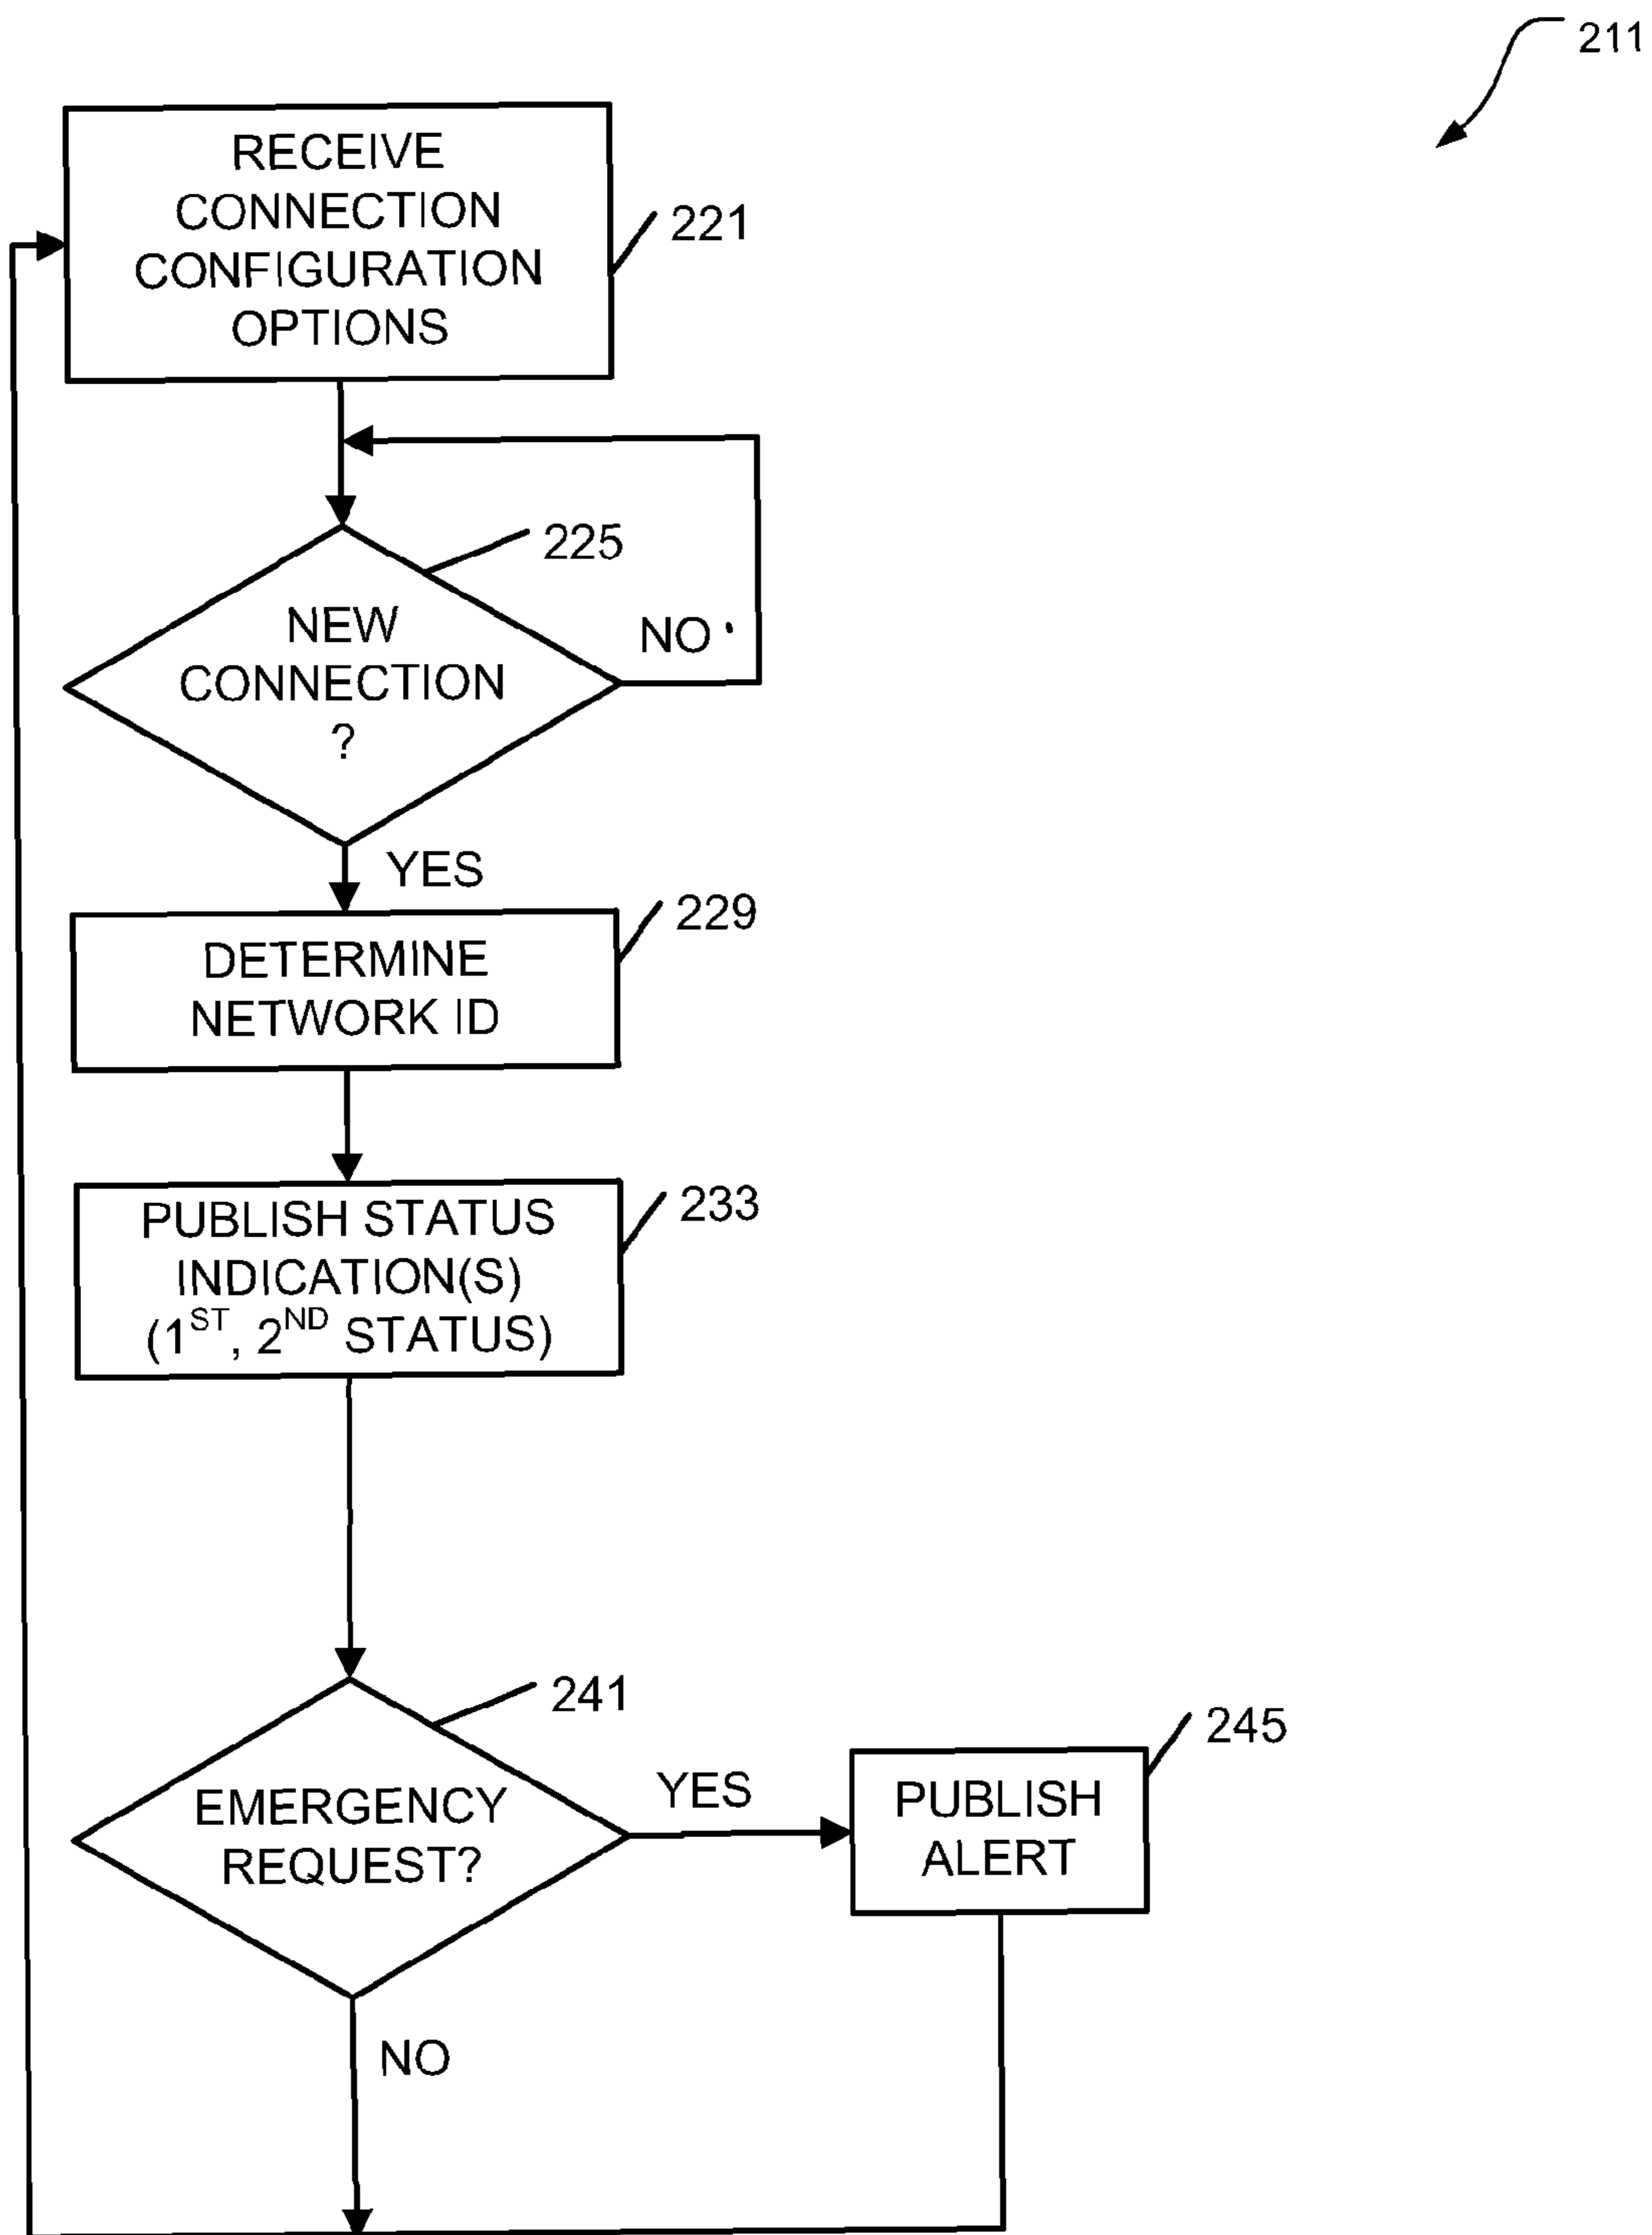 211
RECEIVE
CONNECTION
CONFIGURATION
OPTIONS
221
225
NEW
CONNECTION
?
NO
YES
229
DETERMINE
NETWORK ID
233
PUBLISH STATUS
INDICATION(S)
(1ST, 2ND STATUS)
241
EMERGENCY
REQUEST?
YES
245
PUBLISH
ALERT
NO